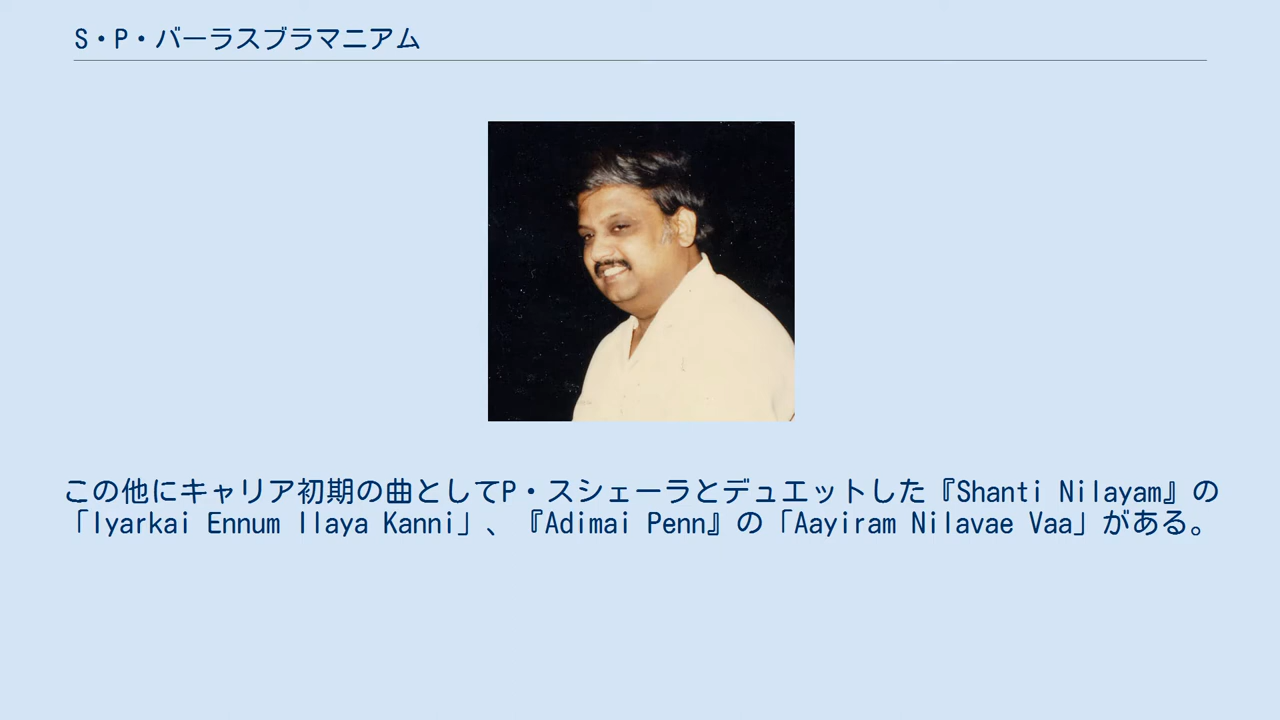 S・P・バーラスブラマニアム
この他にキャリア初期の曲としてP・スシェーラとデュエットした『Shanti Nilayam』の
「Iyarkai Ennum Ilaya Kanni」、『Adimai Penn』の「Aayiram Nilavae Vaa」がある。